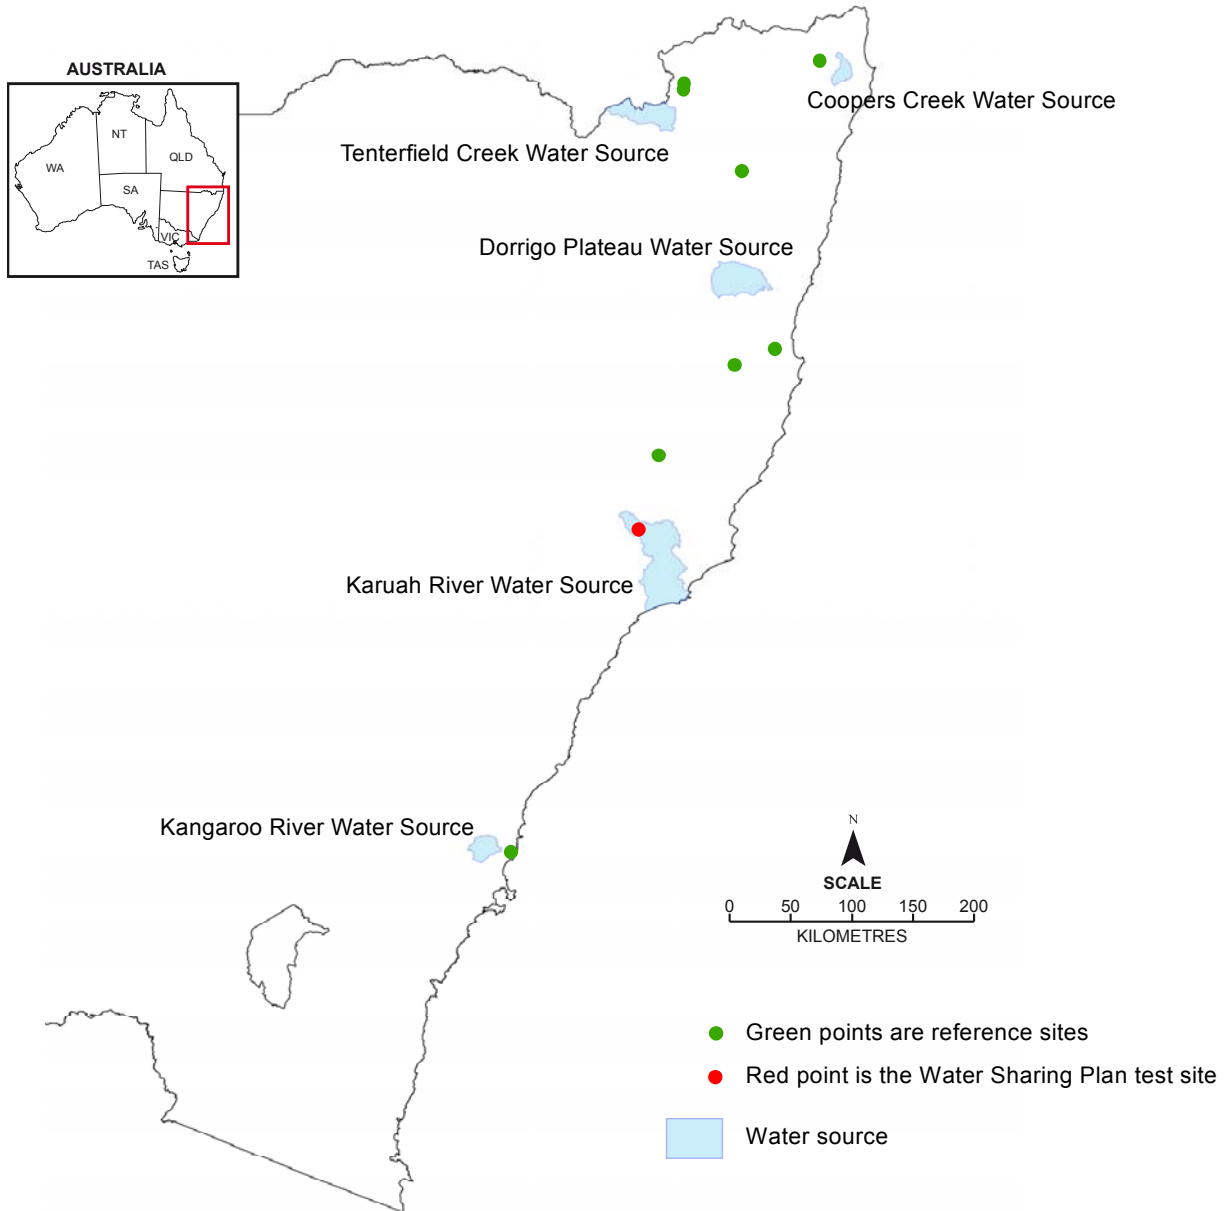 AUSTRALIA
NT
WA
QLD
SA
VIC
TAS
Coopers Creek Water Source
Tenterfield Creek Water Source
Dorrigo Plateau Water Source
Karuah River Water Source
Kangaroo River Water Source
N
SCALE
0 50 100 150 200
KILOMETRES
Green points are reference sites
Red point is the Water Sharing Plan test site
Water source